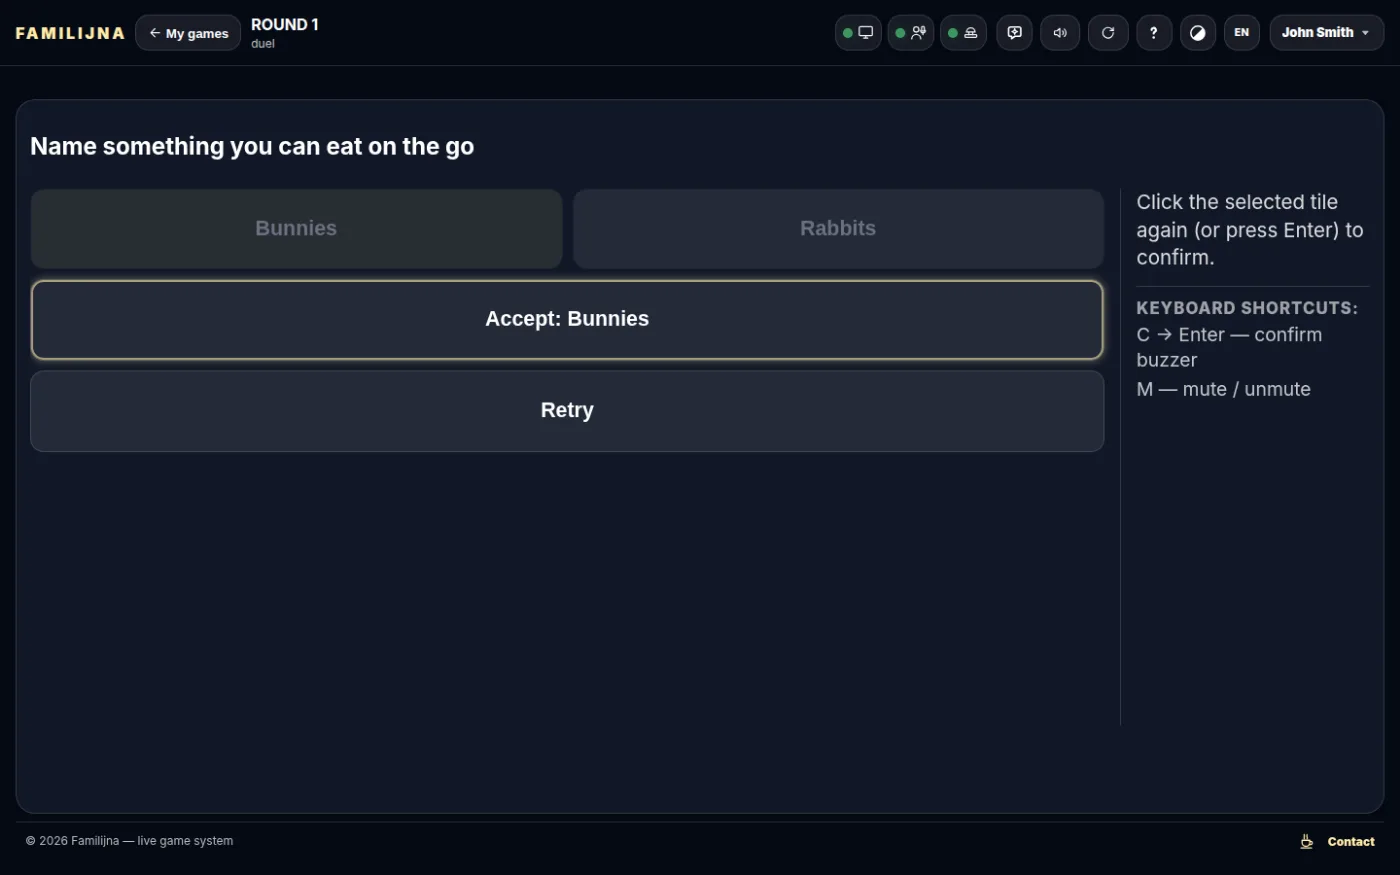 FAMILIJNA
← My games
ROUND 1
duel
?
EN
John Smith
Name something you can eat on the go
Bunnies
Rabbits
Accept: Bunnies
Retry
Click the selected tile
again (or press Enter) to
confirm.
KEYBOARD SHORTCUTS:
C → Enter — confirm
buzzer
M — mute / unmute
© 2026 Familijna — live game system
Contact